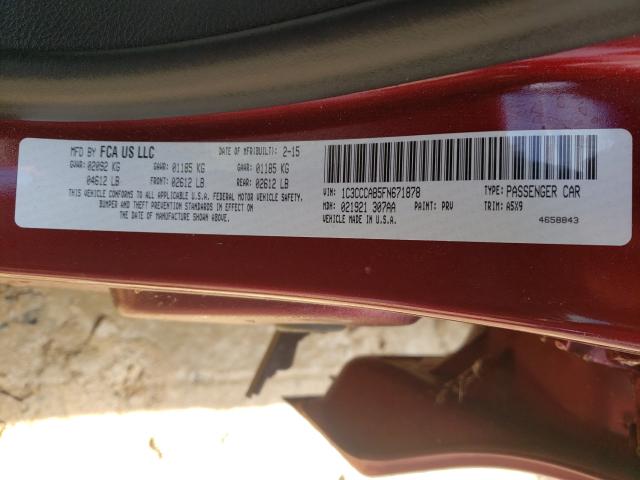 MFD BY FCA US LLC DATE OF MFR(BUILT): 2-15
GVWR: 02092 KG GAWR: 01185 KG GAWR: 01185 KG
04612 LB FRONT: 02612 LB REAR: 02612 LB
THIS VEHICLE CONFORMS TO ALL APPLICABLE U.S.A. FEDERAL MOTOR VEHICLE SAFETY,
BUMPER AND THEFT PREVENTION STANDARDS IN EFFECT ON
THE DATE OF MANUFACTURE SHOWN ABOVE.
VIN: 1C3CCCAB5FN671878 TYPE: PASSENGER CAR
MDH: 021921 307AA PAINT: PRV TRIM: A5X9
VEHICLE MADE IN U.S.A. 4658843